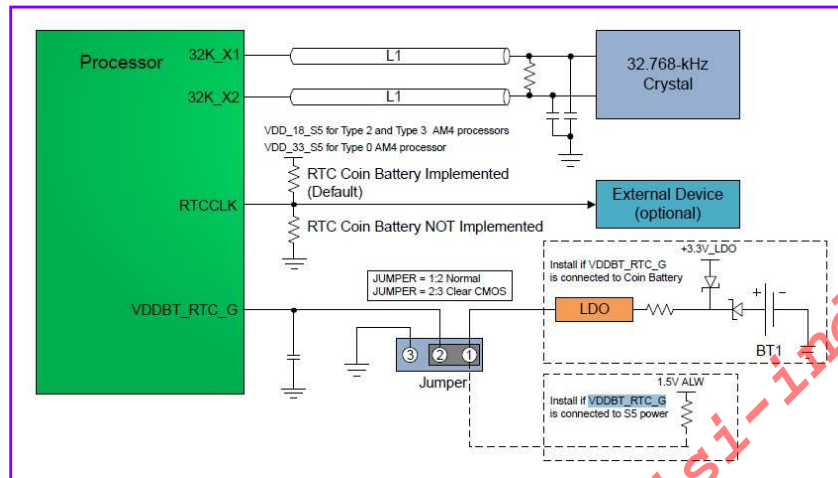 Processor
32K_X1
L1
32K_X2
L1
32.768-kHz
Crystal
VDD_18_S5 for Type 2 and Type 3 AM4 processors
VDD_33_S5 for Type 0 AM4 processor
RTC Coin Battery Implemented
(Default)
RTCCLK
RTC Coin Battery NOT Implemented
External Device
(optional)
JUMPER = 1:2 Normal
JUMPER = 2:3 Clear CMOS
VDDBT_RTC_G
3
2
1
Jumper
Install if VDDBT_RTC_G
is connected to Coin Battery
+3.3V_LDO
LDO
+
-
BT1
1.5V ALW
Install if VDDBT_RTC_G
is connected to S5 power